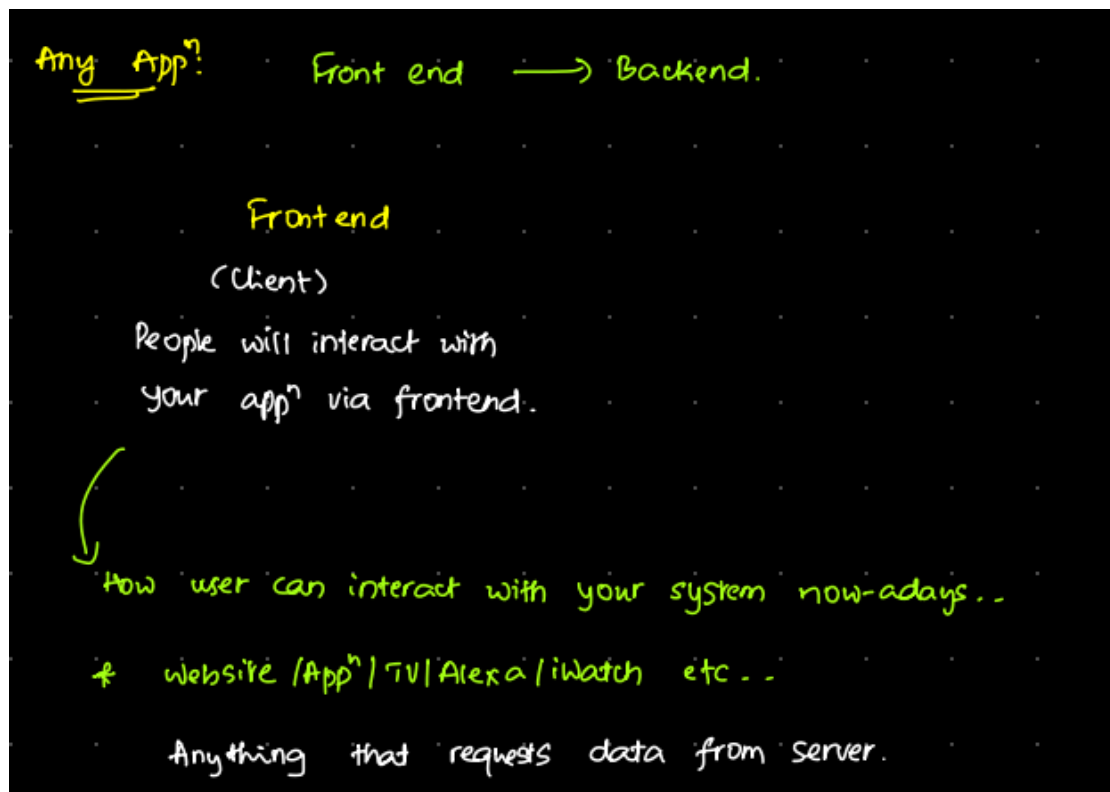 Any Appⁿ: Front end → Backend.
Frontend
(Client)
People will interact with
your appⁿ via frontend.
How user can interact with your system now-adays..
* website /Appⁿ/ TV/ Alexa / iWatch etc...
Anything that requests data from server.